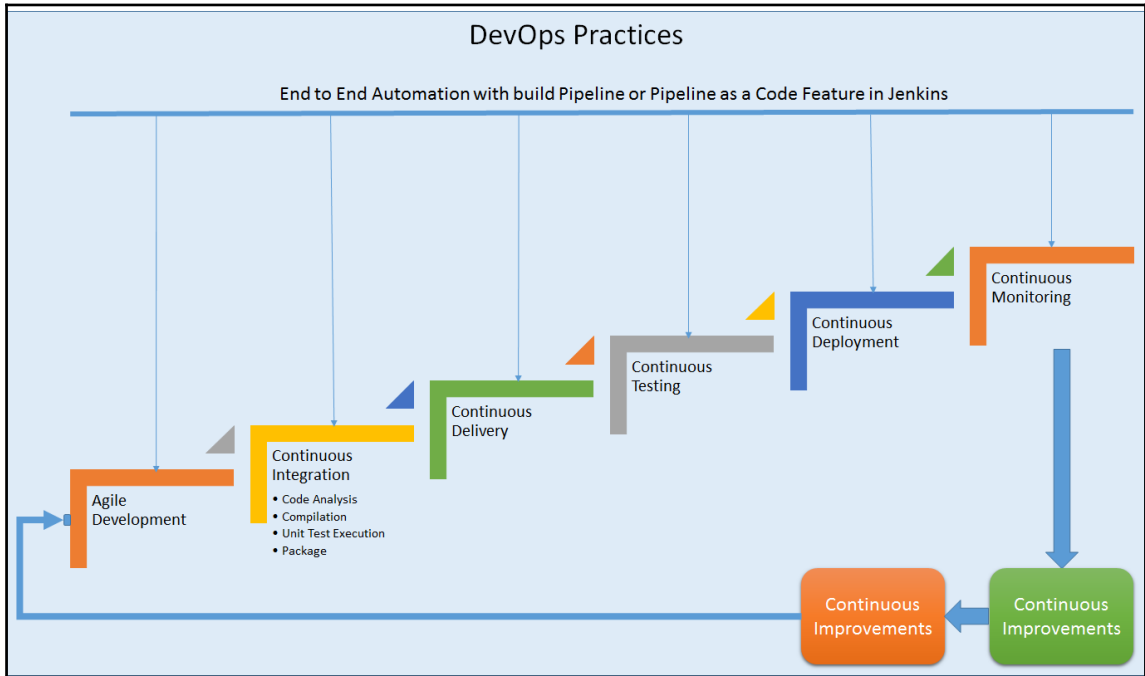 DevOps Practices
End to End Automation with build Pipeline or Pipeline as a Code Feature in Jenkins
Agile
Development
Continuous
Integration
• Code Analysis
• Compilation
• Unit Test Execution
• Package
Continuous
Delivery
Continuous
Testing
Continuous
Deployment
Continuous
Monitoring
Continuous
Improvements
Continuous
Improvements